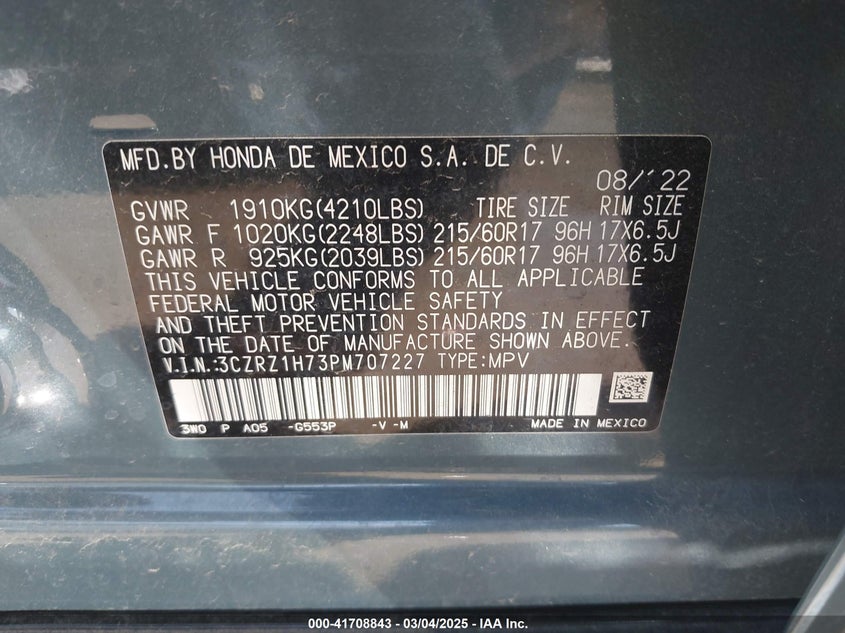 MFD.BY HONDA DE MEXICO S.A. DE C.V.
08/'22
GVWR 1910KG(4210LBS) TIRE SIZE RIM SIZE
GAWR F 1020KG(2248LBS) 215/60R17 96H 17X6.5J
GAWR R 925KG(2039LBS) 215/60R17 96H 17X6.5J
THIS VEHICLE CONFORMS TO ALL APPLICABLE
FEDERAL MOTOR VEHICLE SAFETY
AND THEFT PREVENTION STANDARDS IN EFFECT
ON THE DATE OF MANUFACTURE SHOWN ABOVE.
V.I.N.:3CZRZ1H73PM707227 TYPE:MPV
3W0 P A05 -G553P -V -M MADE IN MEXICO
000-41708843 - 03/04/2025 - IAA Inc.